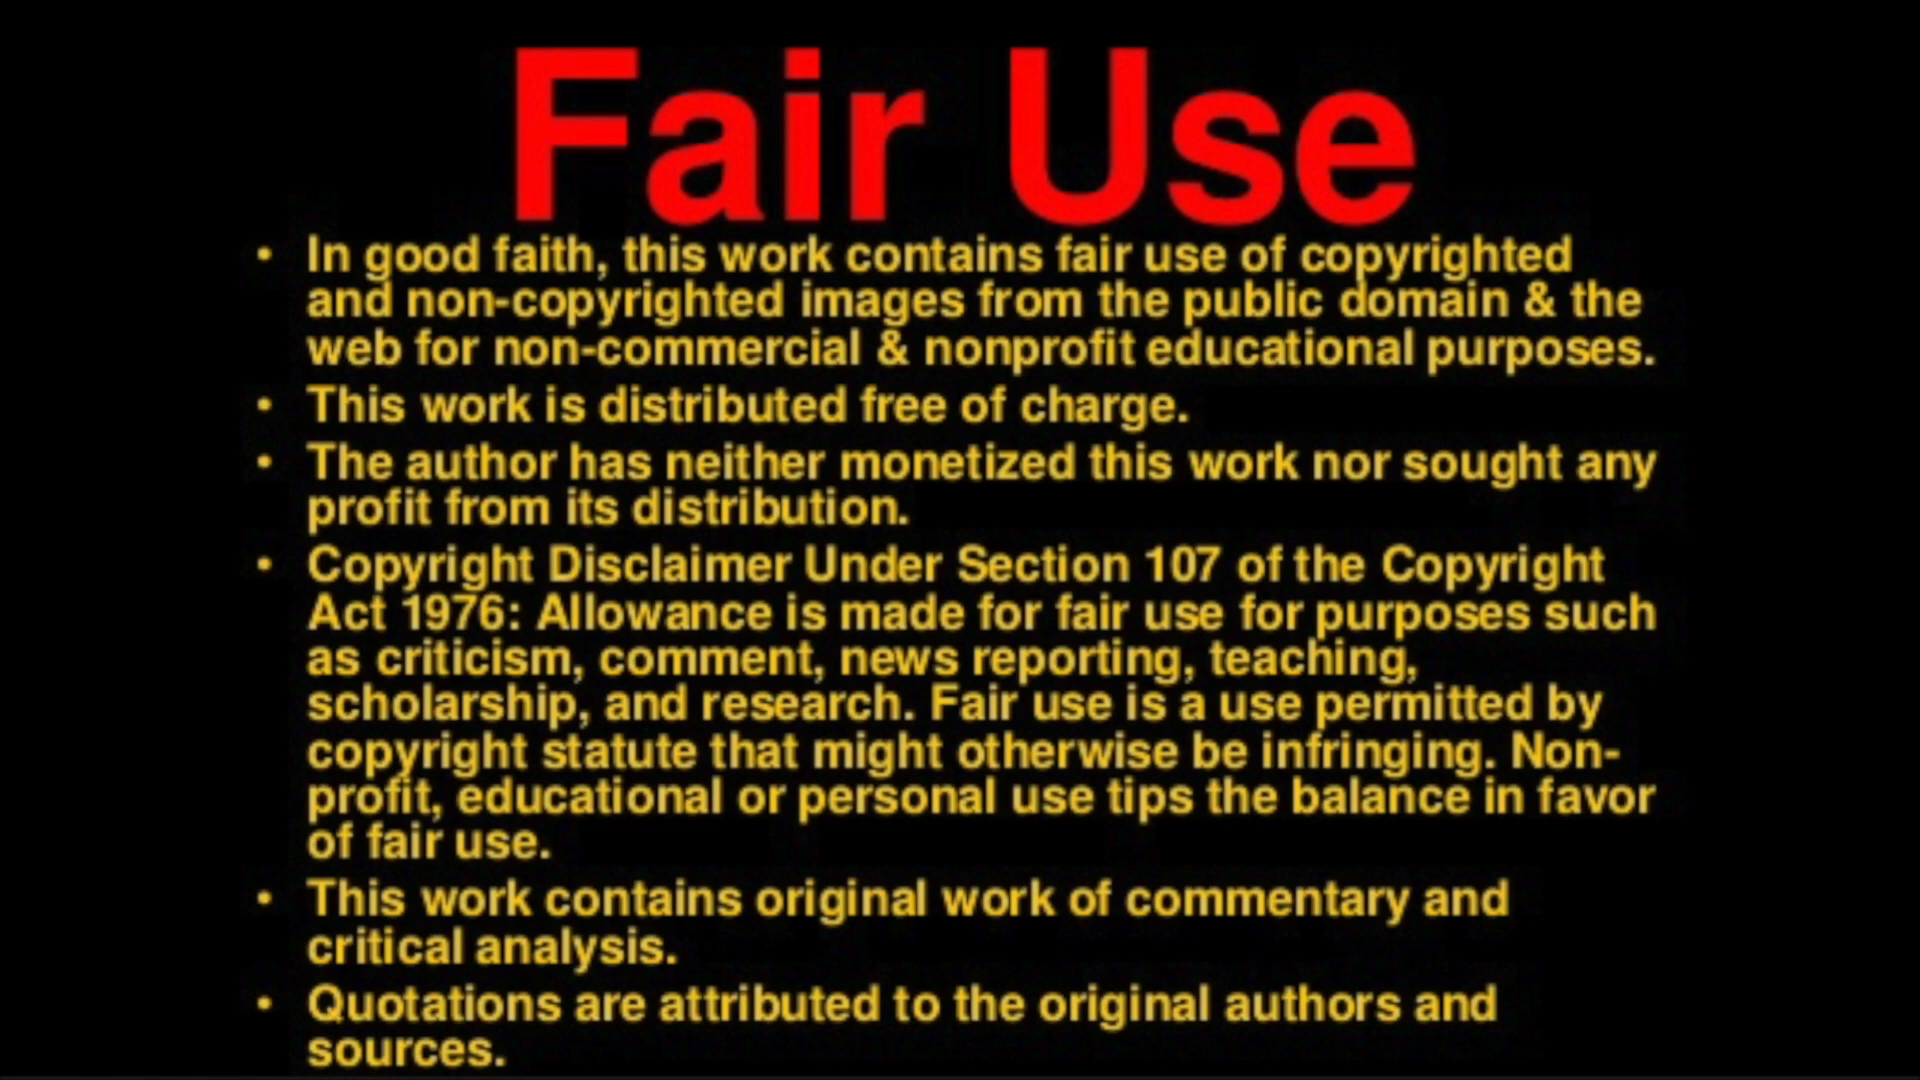 Fair Use
• In good faith, this work contains fair use of copyrighted
and non-copyrighted images from the public domain & the
web for non-commercial & nonprofit educational purposes.
• This work is distributed free of charge.
• The author has neither monetized this work nor sought any
profit from its distribution.
• Copyright Disclaimer Under Section 107 of the Copyright
Act 1976: Allowance is made for fair use for purposes such
as criticism, comment, news reporting, teaching,
scholarship, and research. Fair use is a use permitted by
copyright statute that might otherwise be infringing. Non-
profit, educational or personal use tips the balance in favor
of fair use.
• This work contains original work of commentary and
critical analysis.
• Quotations are attributed to the original authors and
sources.